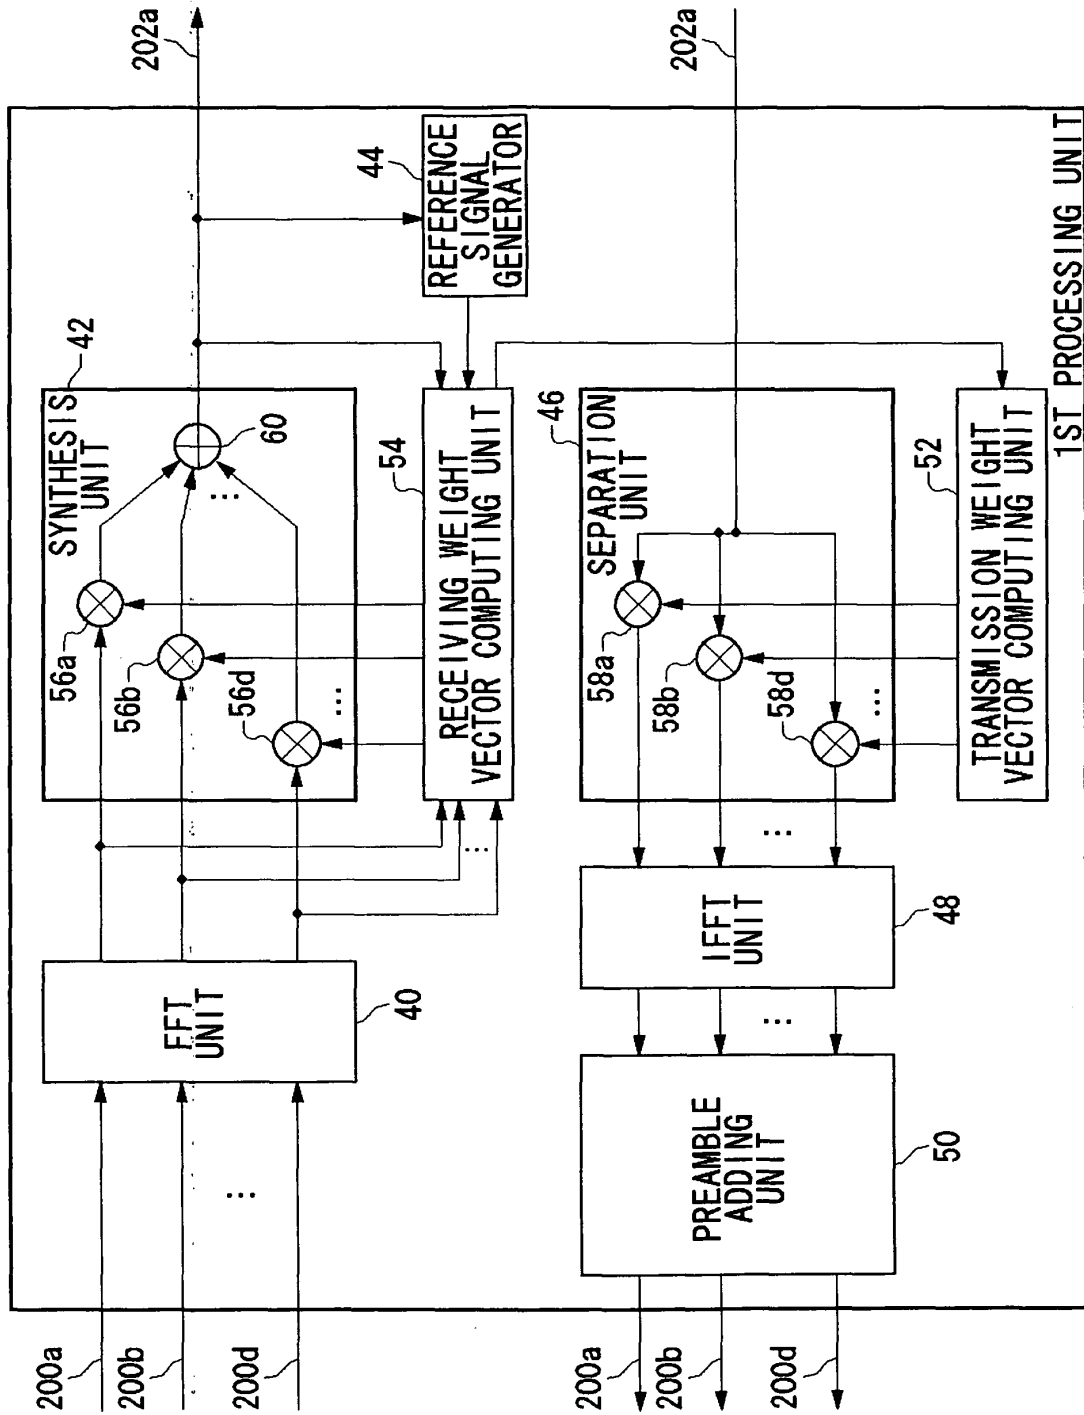 200a
200b
...
200d
FFT
UNIT
40
SYNTHESIS
UNIT
42
56a
56b
56d
...
...
60
202a
...
RECEIVING WEIGHT
VECTOR COMPUTING UNIT
54
REFERENCE
SIGNAL
GENERATOR
44
200a
200b
200d
PREAMBLE
ADDING
UNIT
50
...
IFFT
UNIT
48
...
SEPARATION
UNIT
46
58a
58b
58d
...
202a
TRANSMISSION WEIGHT
VECTOR COMPUTING UNIT
52
1ST PROCESSING UNIT